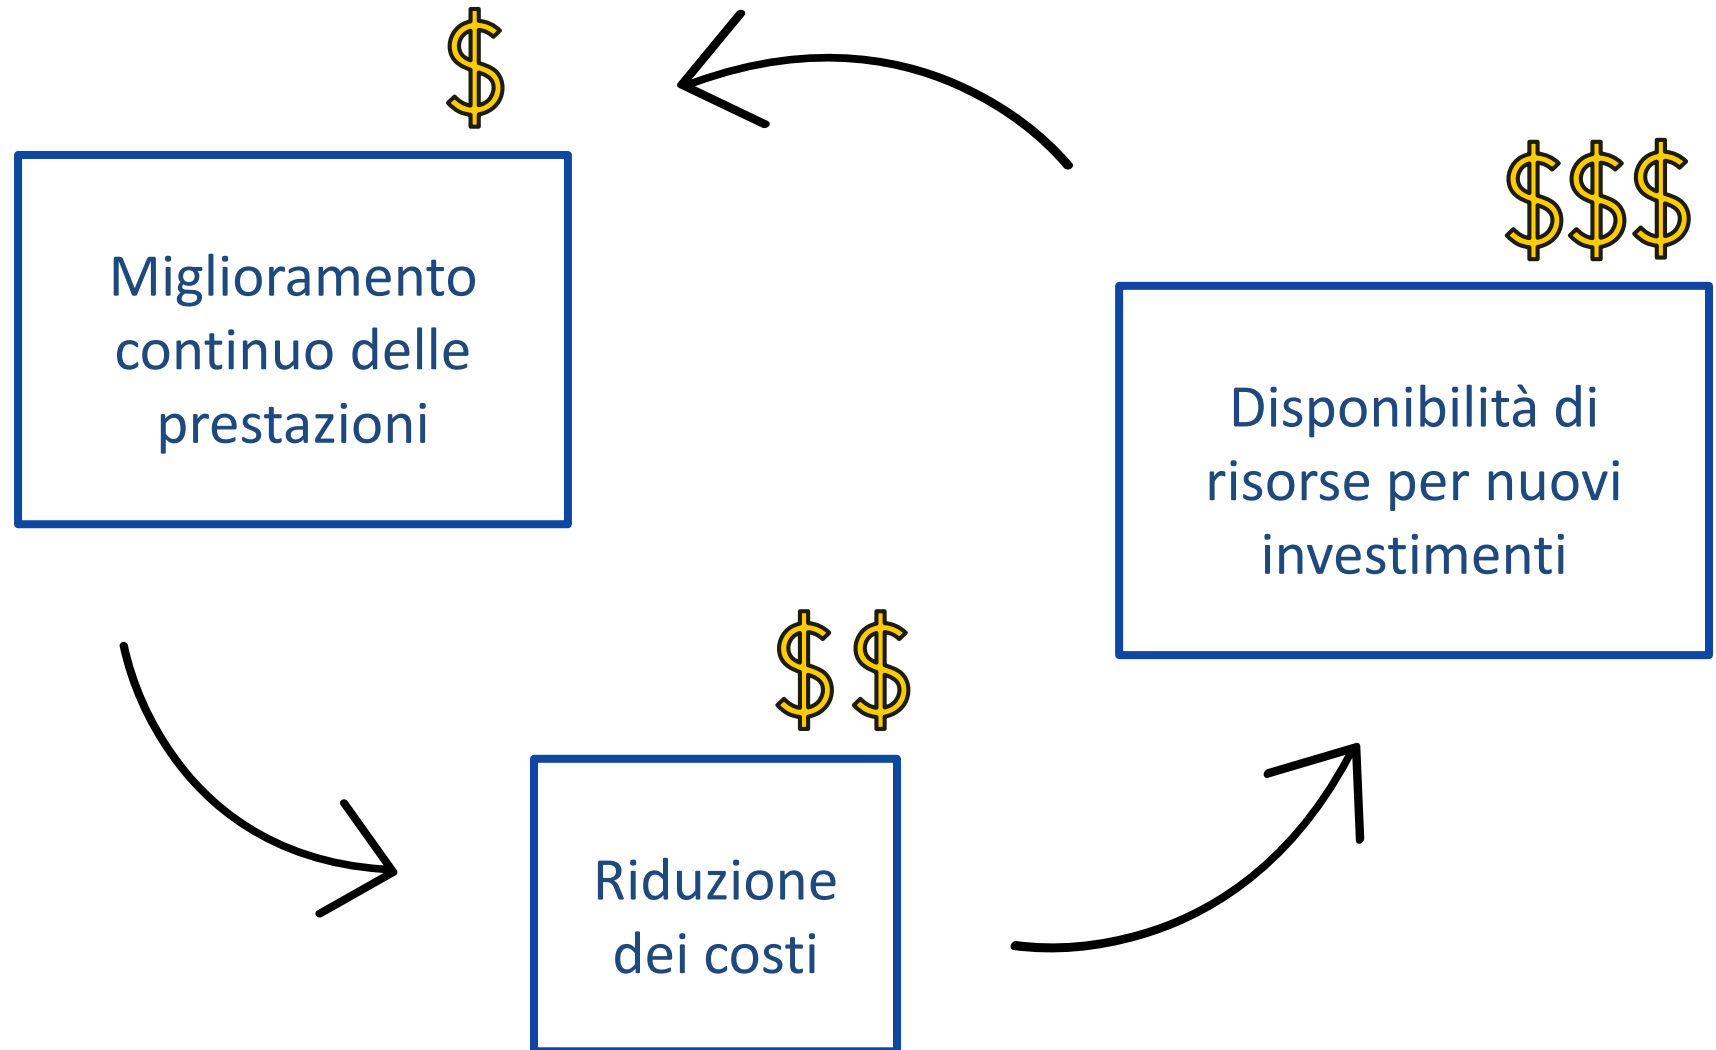 $
Miglioramento
continuo delle
prestazioni
$$$
Disponibilità di
risorse per nuovi
investimenti
$$
Riduzione
dei costi